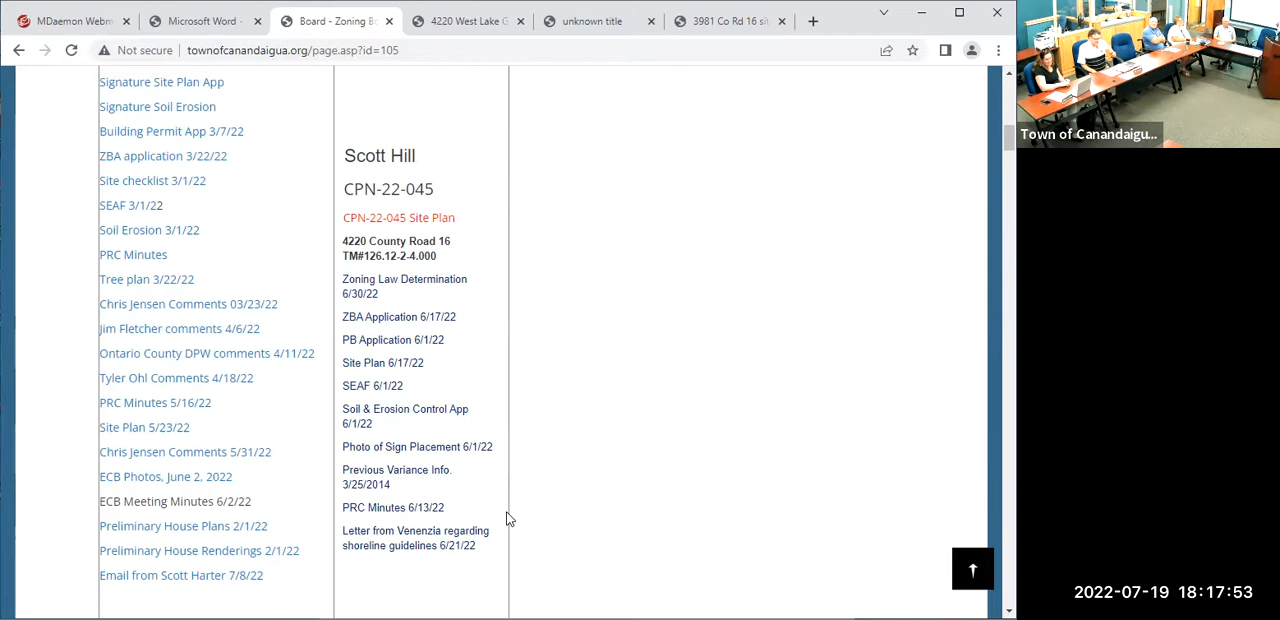 MDaemon Webm
Microsoft Word -
Board - Zoning Bo
4220 West Lake G
unknown title
3981 Co Rd 16 sit
Not secure
townofcanandaigua.org/page.asp?id=105
Signature Site Plan App
Signature Soil Erosion
Building Permit App 3/7/22
ZBA application 3/22/22
Site checklist 3/1/22
SEAF 3/1/22
Soil Erosion 3/1/22
PRC Minutes
Tree plan 3/22/22
Chris Jensen Comments 03/23/22
Jim Fletcher comments 4/6/22
Ontario County DPW comments 4/11/22
Tyler Ohl Comments 4/18/22
PRC Minutes 5/16/22
Site Plan 5/23/22
Chris Jensen Comments 5/31/22
ECB Photos, June 2, 2022
ECB Meeting Minutes 6/2/22
Preliminary House Plans 2/1/22
Preliminary House Renderings 2/1/22
Email from Scott Harter 7/8/22
Scott Hill
CPN-22-045
CPN-22-045 Site Plan
4220 County Road 16
TM#126.12-2-4.000
Zoning Law Determination
6/30/22
ZBA Application 6/17/22
PB Application 6/1/22
Site Plan 6/17/22
SEAF 6/1/22
Soil & Erosion Control App
6/1/22
Photo of Sign Placement 6/1/22
Previous Variance Info.
3/25/2014
PRC Minutes 6/13/22
Letter from Venenzia regarding
shoreline guidelines 6/21/22
Town of Canandaigu...
2022-07-19 18:17:53